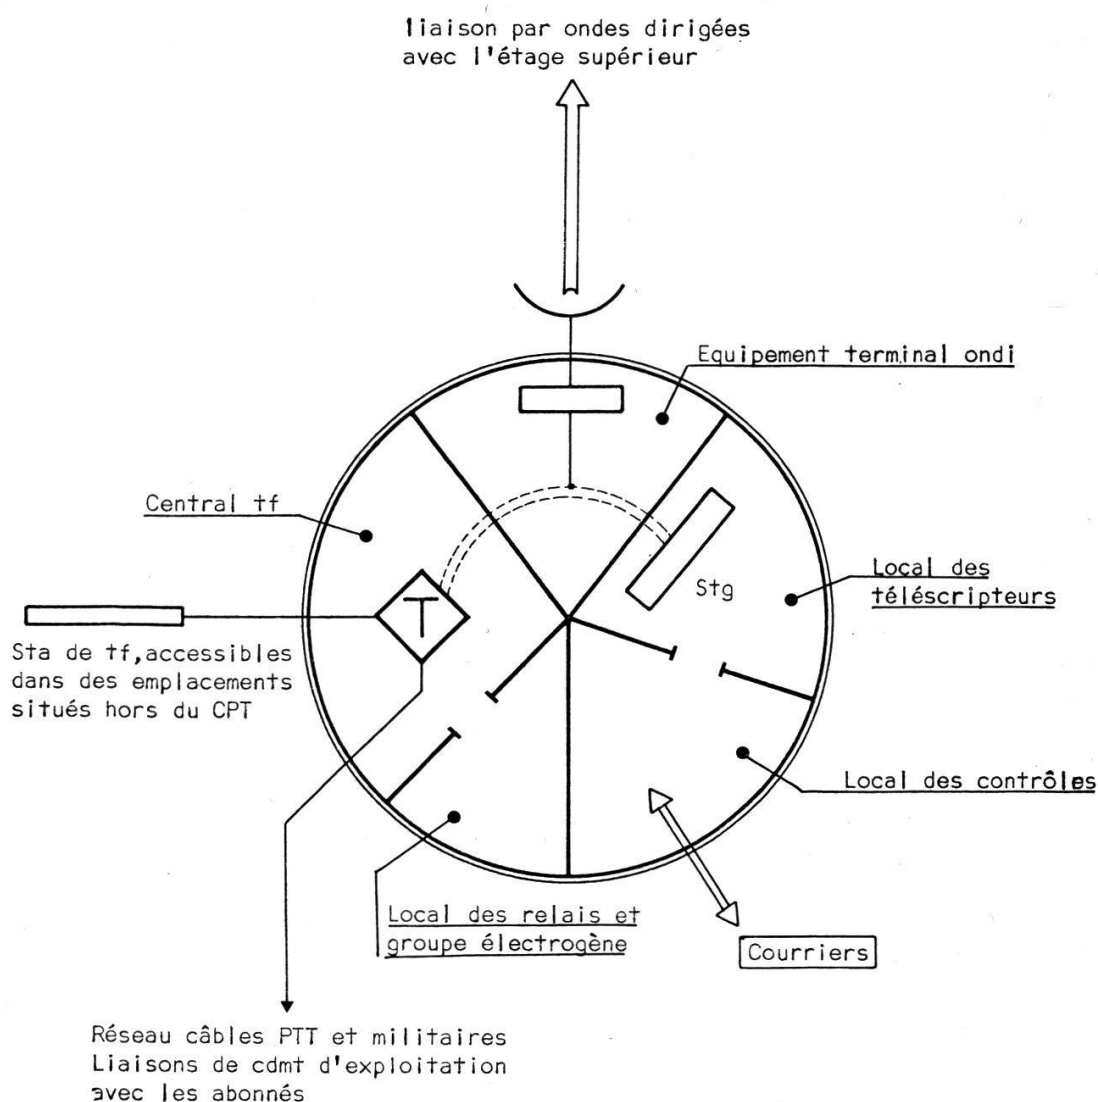 liaison par ondes dirigées
avec l'étage supérieur
Equipement terminal ondi
Central tf
Stg
Local des
téléscripteurs
T
Sta de tf, accessibles
dans des emplacements
situés hors du CPT
Local des contrôles
Local des relais et
groupe électrogène
Courriers
Réseau câbles PTT et militaires
Liaisons de cdmt d'exploitation
avec les abonnés